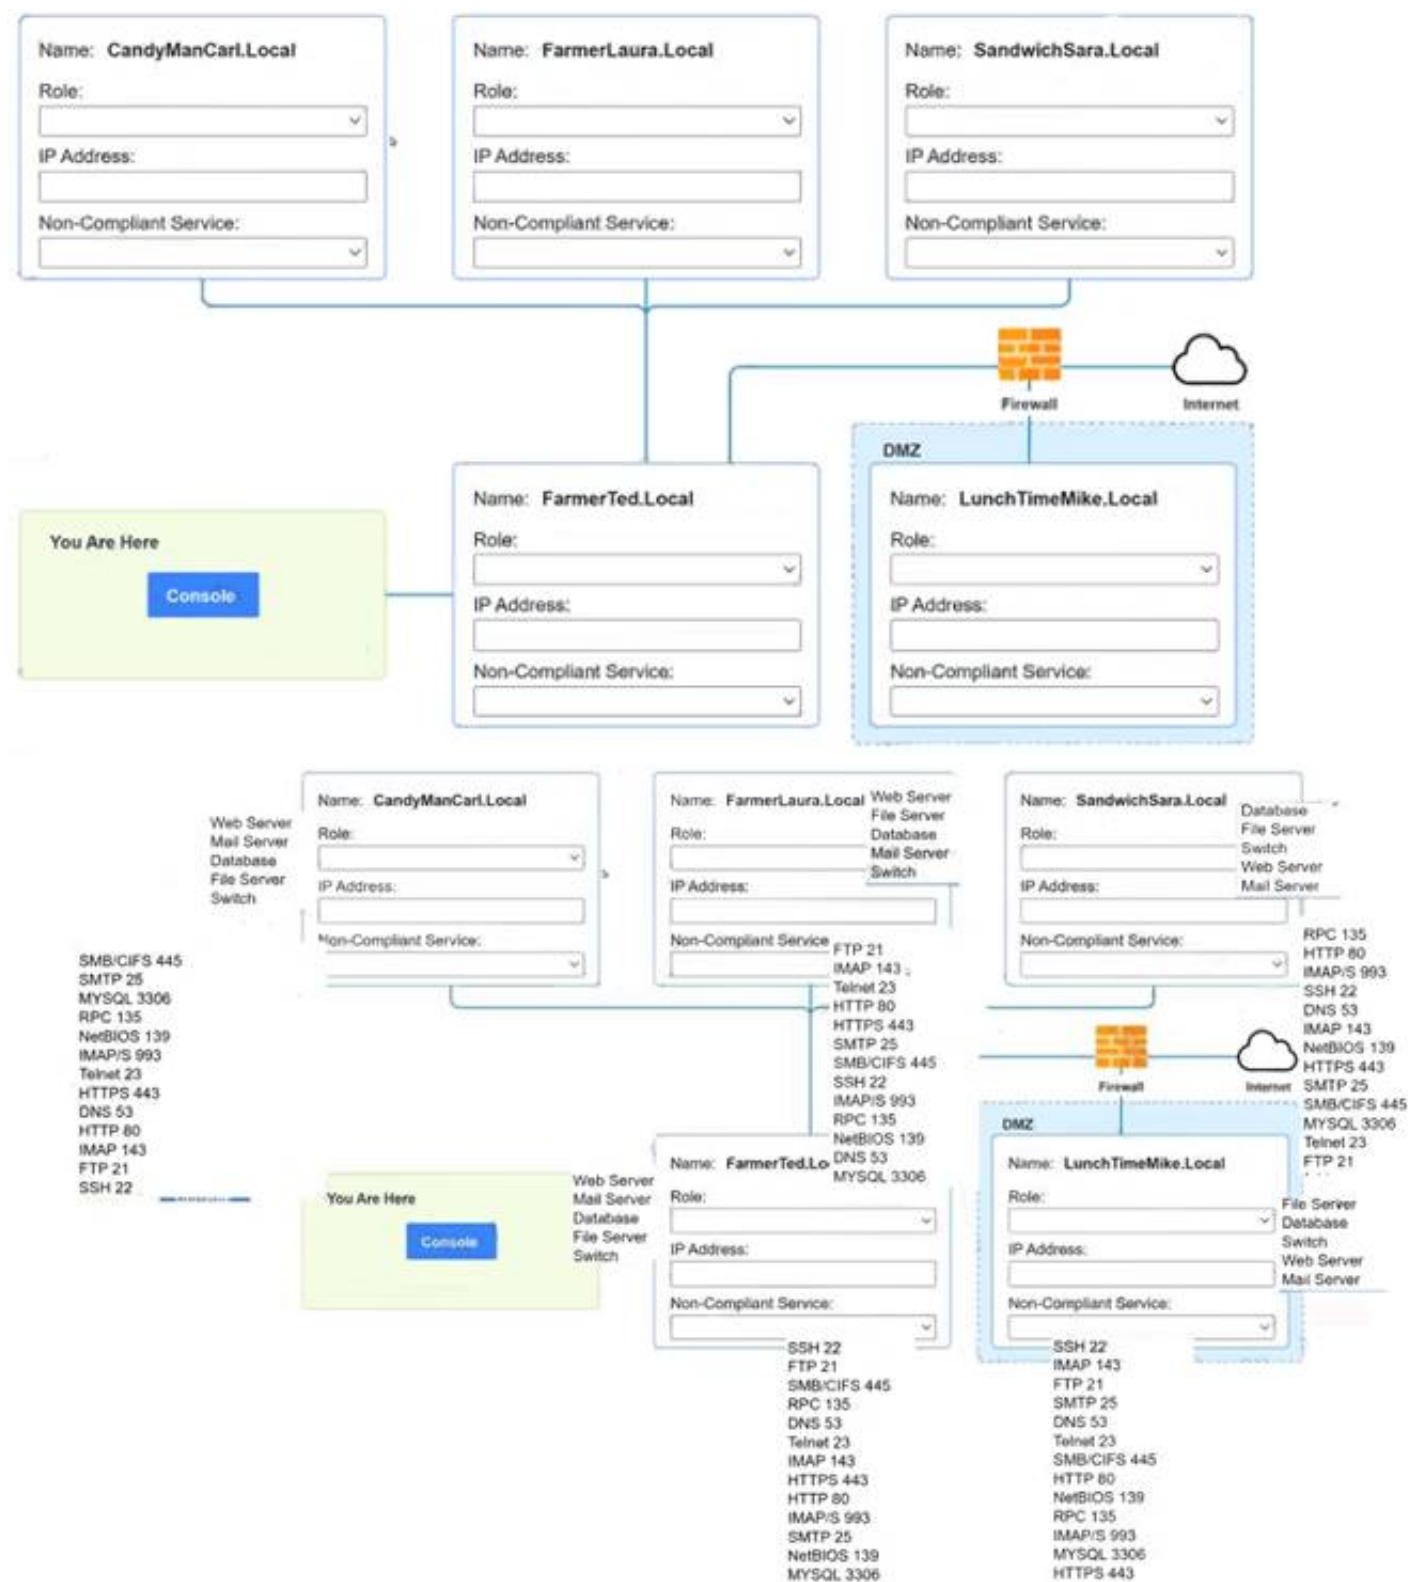 Name: CandyManCarl.Local
Role:
IP Address:
Non-Compliant Service:
Name: FarmerLaura.Local
Role:
IP Address:
Non-Compliant Service:
Name: SandwichSara.Local
Role:
IP Address:
Non-Compliant Service:
Firewall
Internet
You Are Here
Console
Name: FarmerTed.Local
Role:
IP Address:
Non-Compliant Service:
DMZ
Name: LunchTimeMike.Local
Role:
IP Address:
Non-Compliant Service:
Name: CandyManCarl.Local
Role:
IP Address:
Non-Compliant Service:
Web Server
Mail Server
Database
File Server
Switch
SMB/CIFS 445
SMTP 25
MYSQL 3306
RPC 135
NetBIOS 139
IMAP/S 993
Telnet 23
HTTPS 443
DNS 53
HTTP 80
IMAP 143
FTP 21
SSH 22
Name: FarmerLaura.Local
Role:
IP Address:
Non-Compliant Service
Web Server
File Server
Database
Mail Server
Switch
FTP 21
IMAP 143
Telnet 23
HTTP 80
HTTPS 443
SMTP 25
SMB/CIFS 445
SSH 22
IMAP/S 993
RPC 135
NetBIOS 139
DNS 53
MYSQL 3306
Name: SandwichSara.Local
Role:
IP Address:
Non-Compliant Service:
Database
File Server
Switch
Web Server
Mail Server
RPC 135
HTTP 80
IMAP/S 993
SSH 22
DNS 53
IMAP 143
NetBIOS 139
HTTPS 443
SMTP 25
SMB/CIFS 445
MYSQL 3306
Telnet 23
FTP 21
Firewall
Internet
You Are Here
Console
Name: FarmerTed.Lo
Role:
IP Address:
Non-Compliant Service:
Web Server
Mail Server
Database
File Server
Switch
SSH 22
FTP 21
SMB/CIFS 445
RPC 135
DNS 53
Telnet 23
IMAP 143
HTTPS 443
HTTP 80
IMAP/S 993
SMTP 25
NetBIOS 139
MYSQL 3306
DMZ
Name: LunchTimeMike.Local
Role:
IP Address:
Non-Compliant Service:
File Server
Database
Switch
Web Server
Mail Server
SSH 22
IMAP 143
FTP 21
SMTP 25
DNS 53
Telnet 23
SMB/CIFS 445
HTTP 80
NetBIOS 139
RPC 135
IMAP/S 993
MYSQL 3306
HTTPS 443